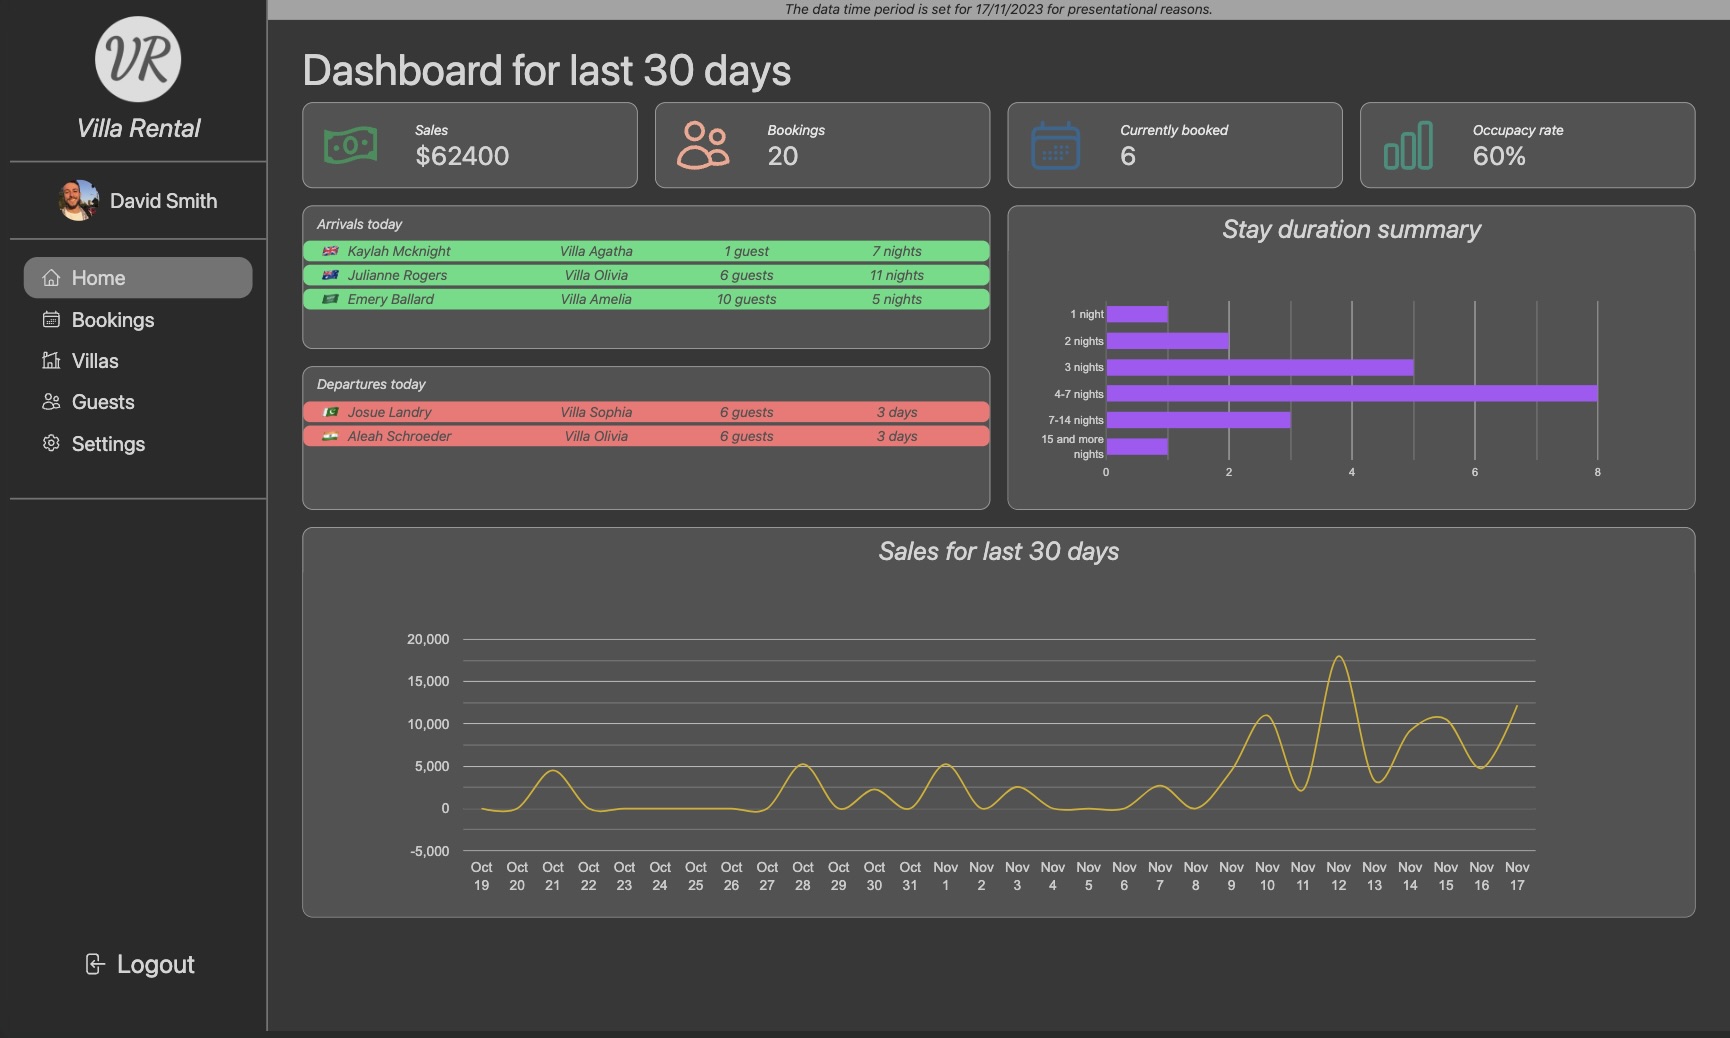 The data time period is set for 17/11/2023 for presentational reasons.
VR
Villa Rental
David Smith
Home
Bookings
Villas
Guests
Settings
Logout
Dashboard for last 30 days
Sales
$62400
Bookings
20
Currently booked
6
Occupancy rate
60%
Arrivals today
Kaylah Mcknight Villa Agatha 1 guest 7 nights
Julianne Rogers Villa Olivia 6 guests 11 nights
Emery Ballard Villa Amelia 10 guests 5 nights
Departures today
Josue Landry Villa Sophia 6 guests 3 days
Aleah Schroeder Villa Olivia 6 guests 3 days
Stay duration summary
1 night
2 nights
3 nights
4-7 nights
7-14 nights
15 and more
nights
0 2 4 6 8
Sales for last 30 days
20,000
15,000
10,000
5,000
0
-5,000
Oct Oct Oct Oct Oct Oct Oct Oct Oct Oct Oct Oct Oct Nov Nov Nov Nov Nov Nov Nov Nov Nov Nov Nov Nov Nov Nov Nov Nov Nov
19 20 21 22 23 24 25 26 27 28 29 30 31 1 2 3 4 5 6 7 8 9 10 11 12 13 14 15 16 17